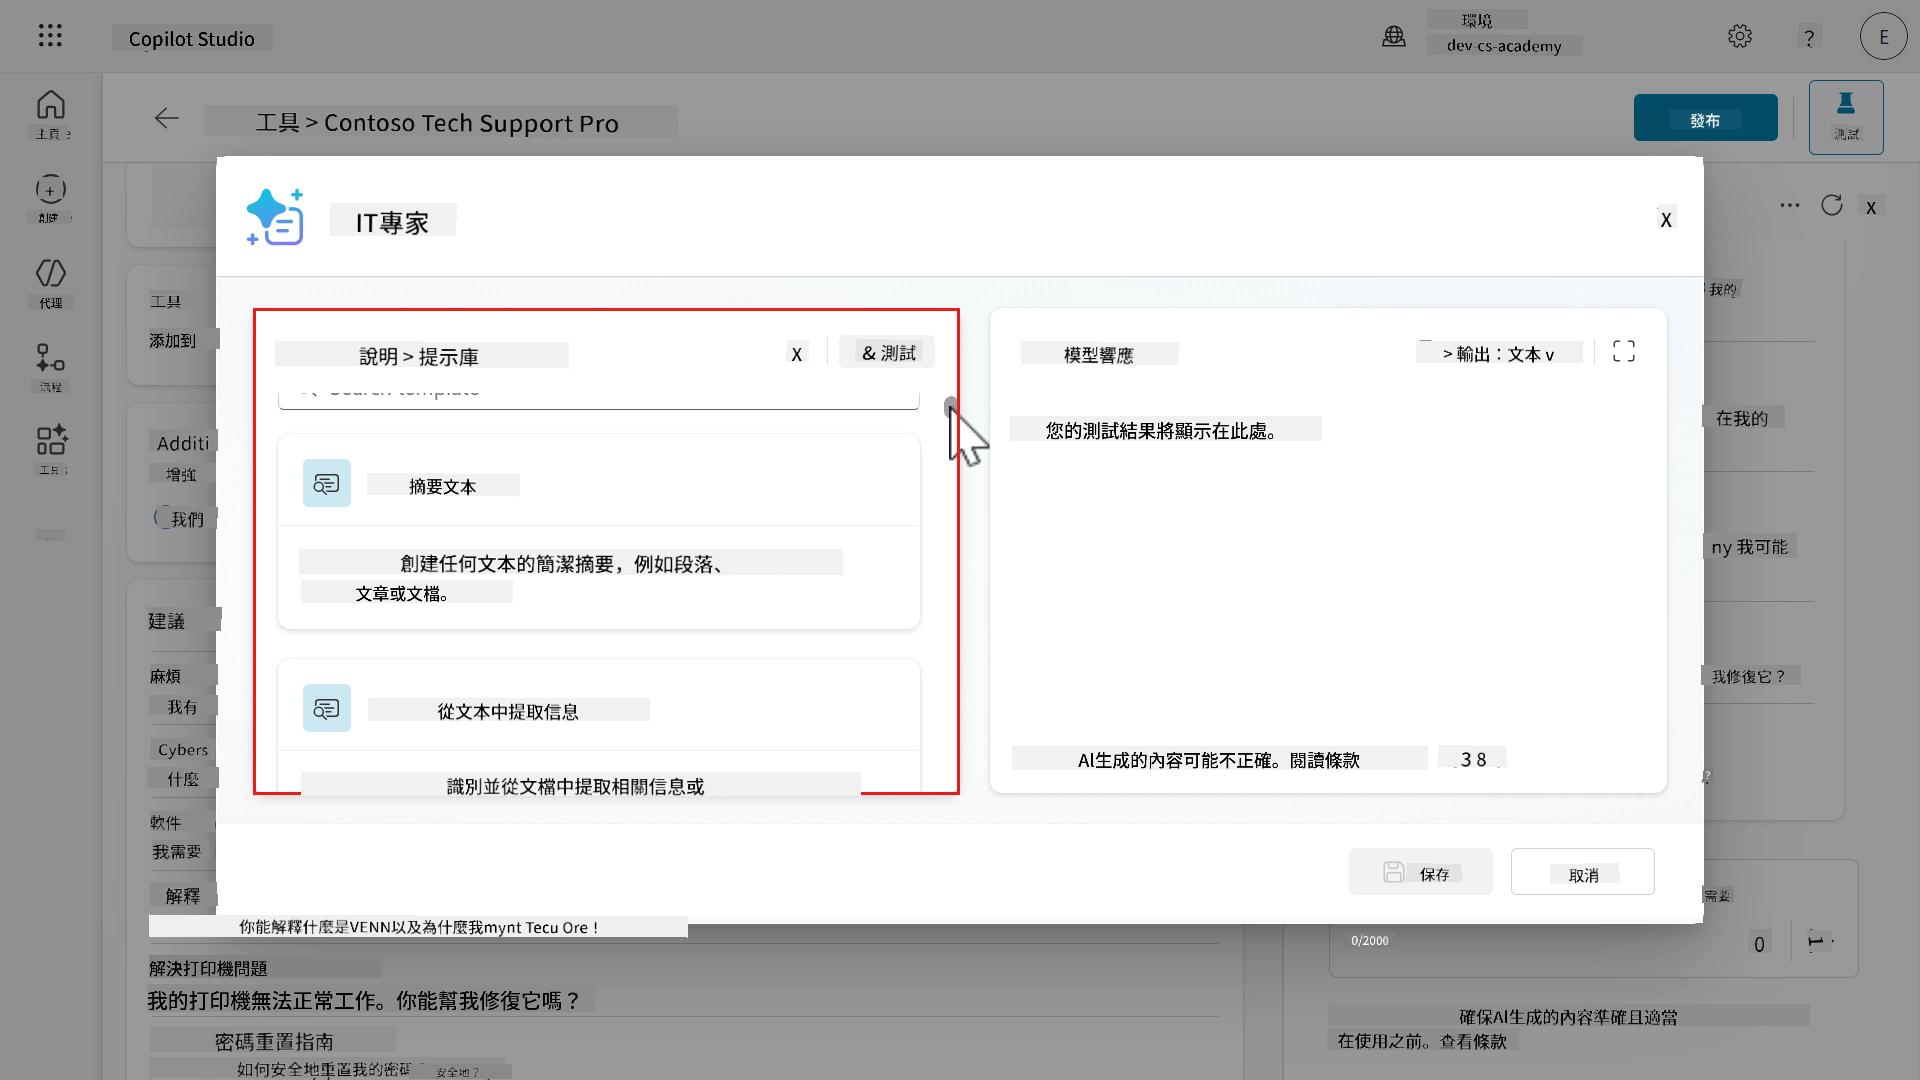 Copilot Studio
環境
dev-cs-academy
?
E
主頁
創建
代理
流程
工具
...
工具 > Contoso Tech Support Pro
發布
測試
IT專家
X
X
說明 > 提示庫
X
& 測試
摘要文本
創建任何文本的簡潔摘要，例如段落、
文章或文檔。
從文本中提取信息
識別並從文檔中提取相關信息或
模型響應
> 輸出：文本 v
您的測試結果將顯示在此處。
AI生成的內容可能不正確。閱讀條款
3 8
保存
取消
工具
添加到
Additi
增強
我們
建議
麻煩
我有
Cybers
什麼
軟件
我需要
解釋
你能解釋什麼是VENN以及為什麼我mynt Tecu Ore！
解決打印機問題
我的打印機無法正常工作。你能幫我修復它嗎？
密碼重置指南
如何安全地重置我的密碼
安全地？
我的
在我的
ny 我可能
我修復它？
需要
0/2000
0
確保AI生成的內容準確且適當
在使用之前。查看條款